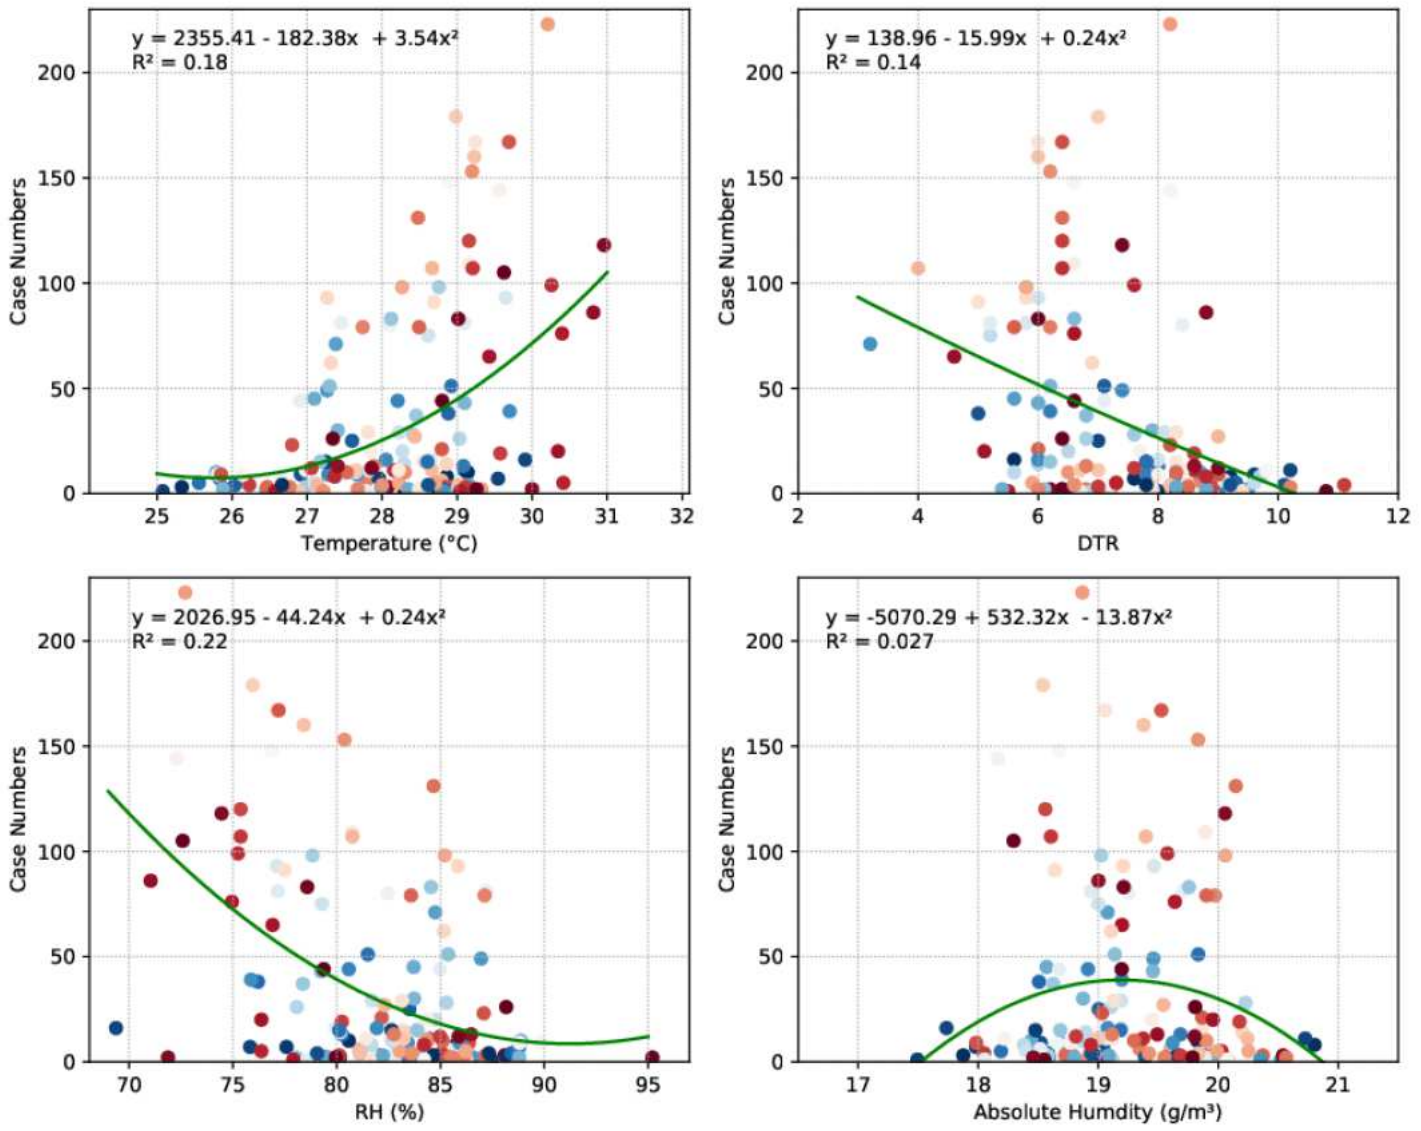 y = 2355.41 - 182.38x + 3.54x²
R² = 0.18
200
150
100
50
0
Case Numbers
25 26 27 28 29 30 31 32
Temperature (°C)
y = 138.96 - 15.99x + 0.24x²
R² = 0.14
200
150
100
50
0
Case Numbers
2 4 6 8 10 12
DTR
y = 2026.95 - 44.24x + 0.24x²
R² = 0.22
200
150
100
50
0
Case Numbers
70 75 80 85 90 95
RH (%)
y = -5070.29 + 532.32x - 13.87x²
R² = 0.027
200
150
100
50
0
Case Numbers
17 18 19 20 21
Absolute Humdity (g/m³)